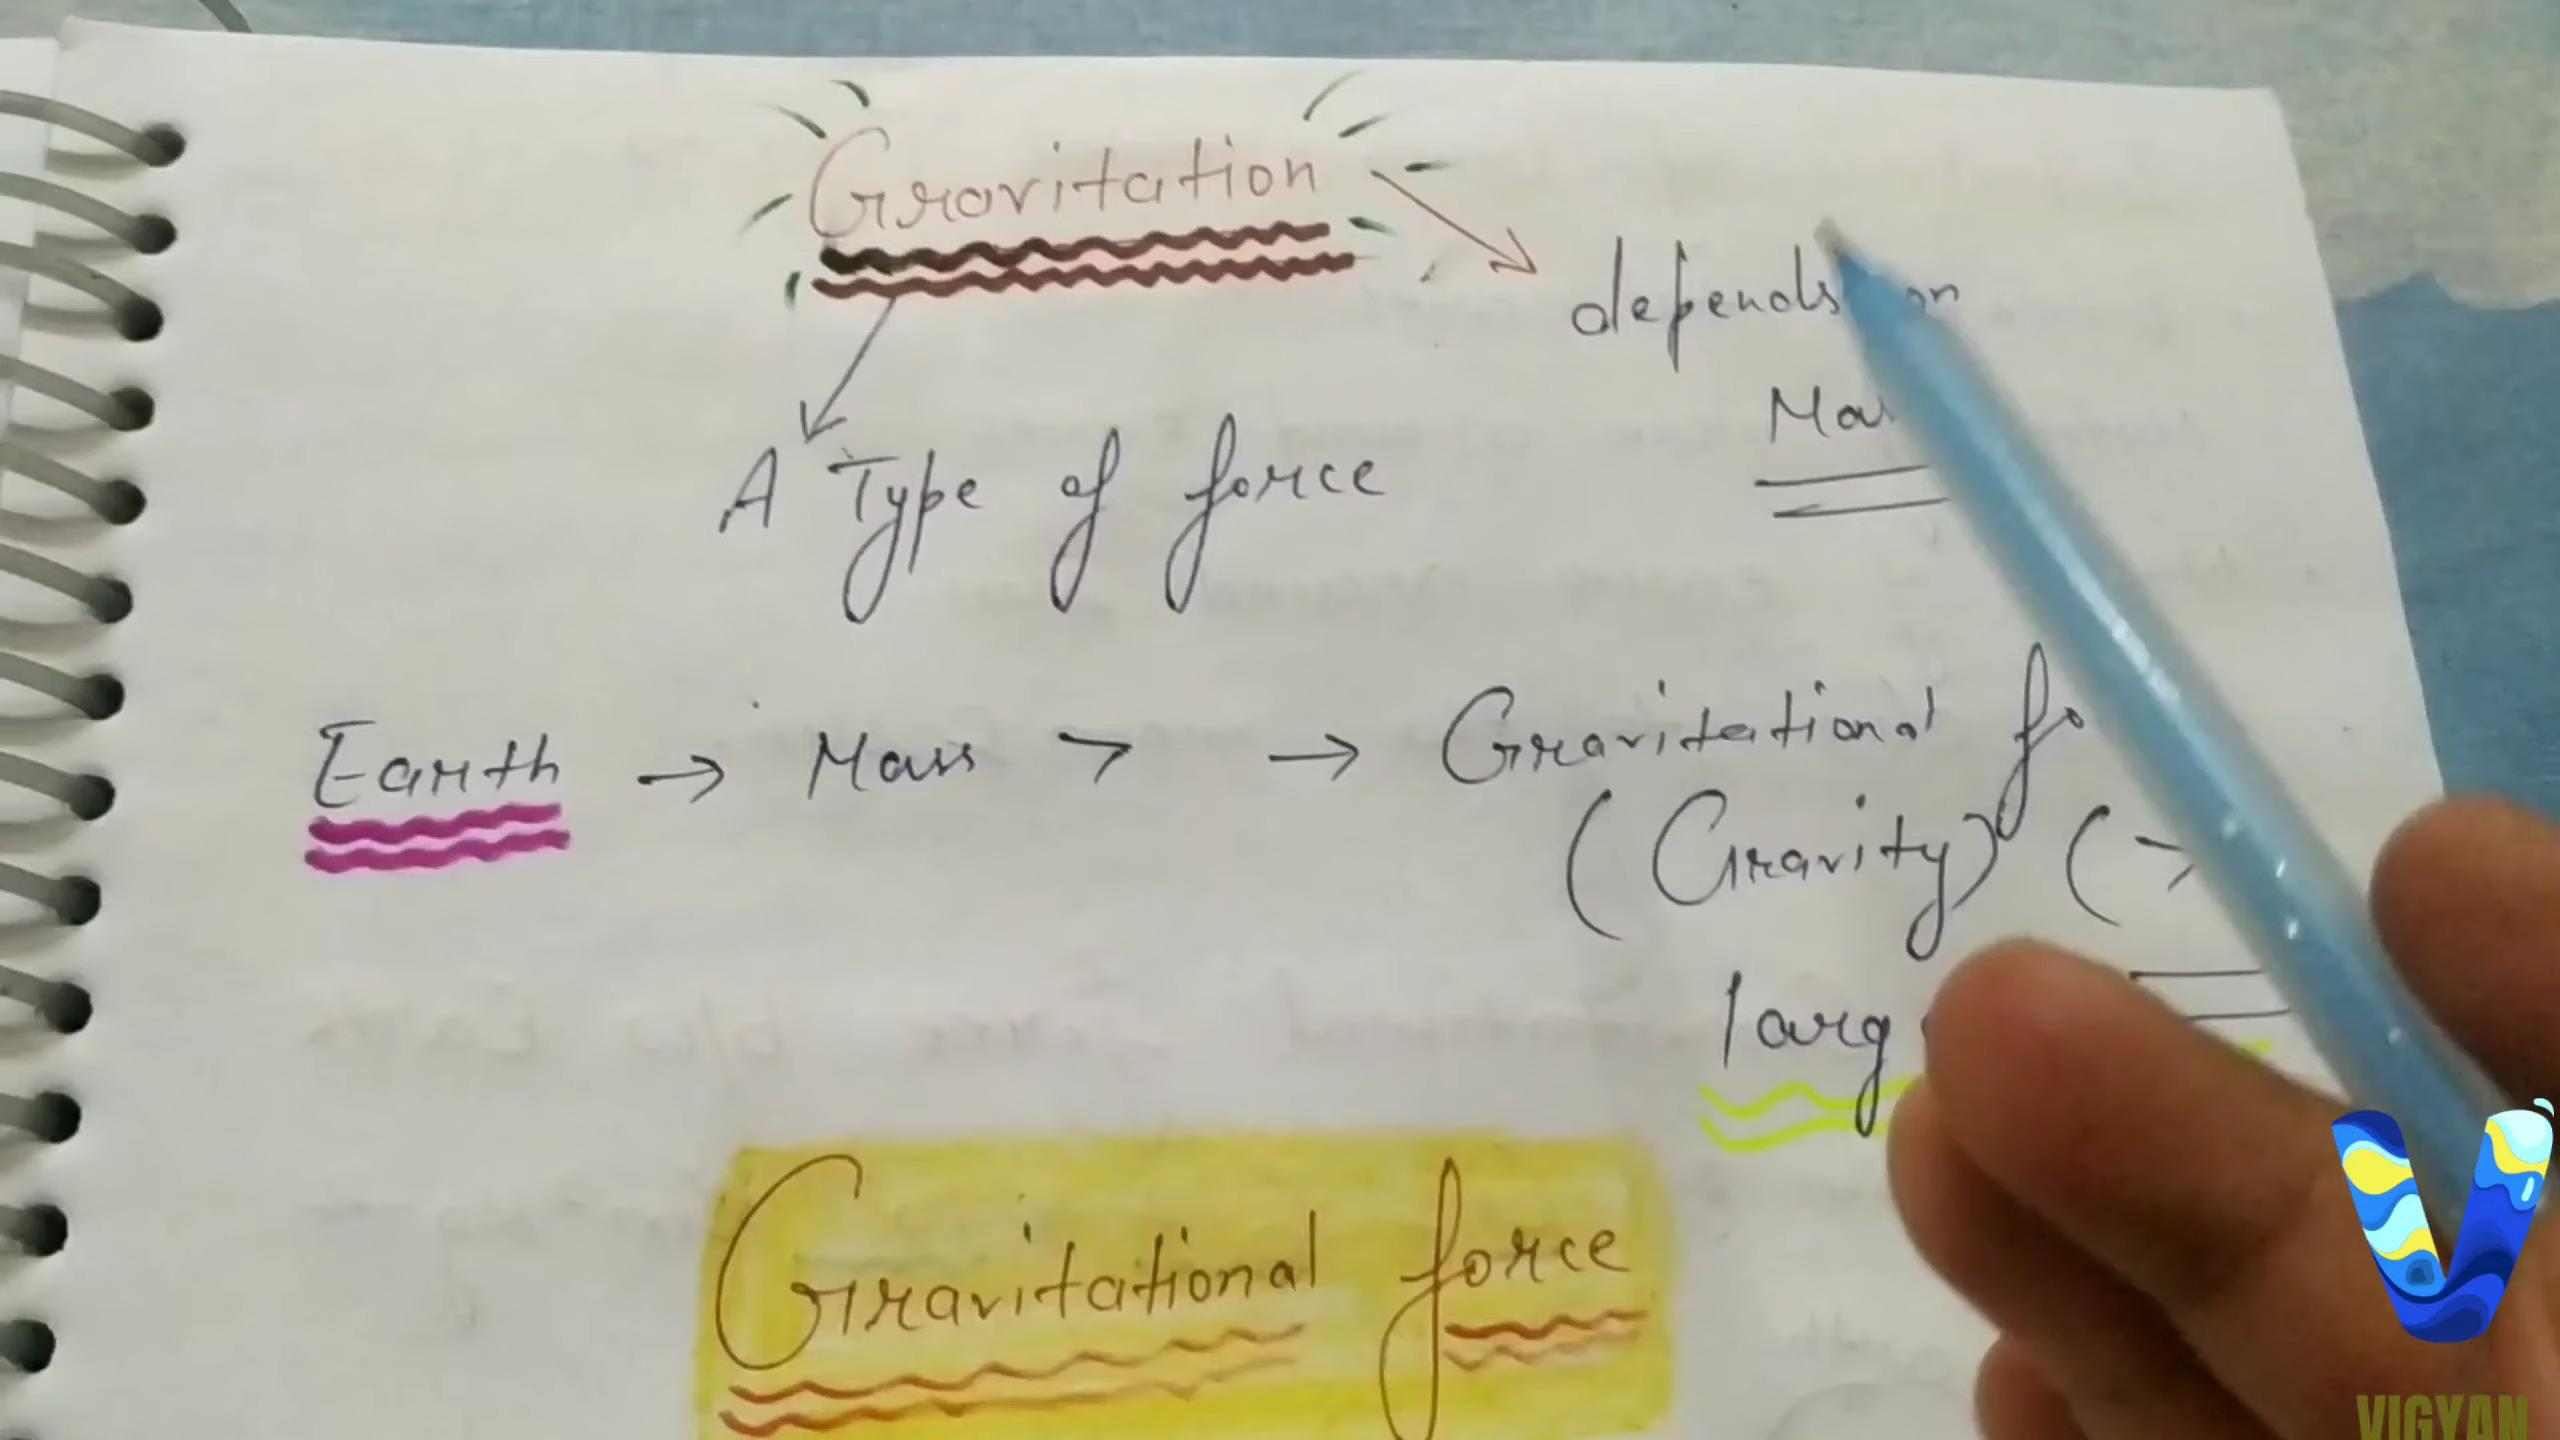 Gravitation
depends on
A Type of force
Earth → Mass > → Gravitational
(Gravity) (>
Gravitational force
VIGYAN